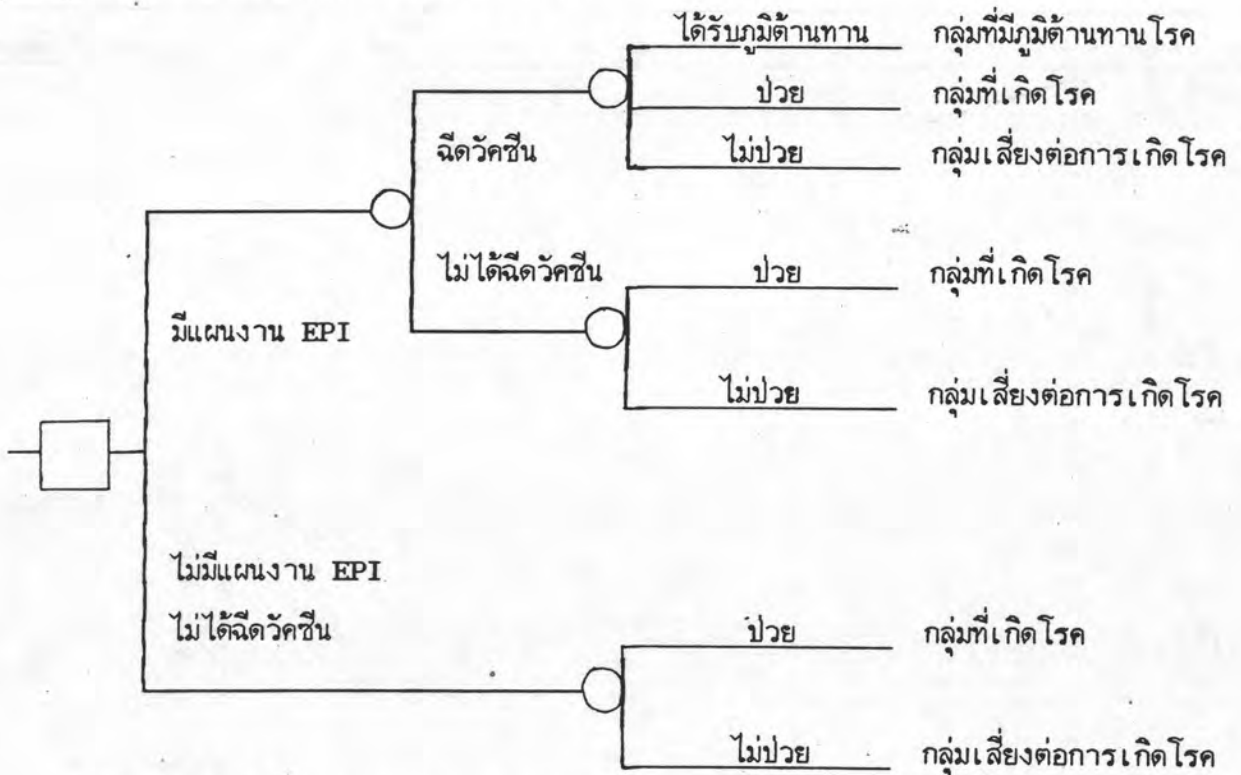 ได้รับภูมิต้านทาน กลุ่มที่มีภูมิต้านทานโรค
ป่วย กลุ่มที่เกิดโรค
ฉีดวัคซีน
ไม่ป่วย กลุ่มเสี่ยงต่อการเกิดโรค
ไม่ได้ฉีดวัคซีน
ป่วย กลุ่มที่เกิดโรค
มีแผนงาน EPI
ไม่ป่วย กลุ่มเสี่ยงต่อการเกิดโรค
ไม่มีแผนงาน EPI
ไม่ได้ฉีดวัคซีน
ป่วย กลุ่มที่เกิดโรค
ไม่ป่วย กลุ่มเสี่ยงต่อการเกิดโรค